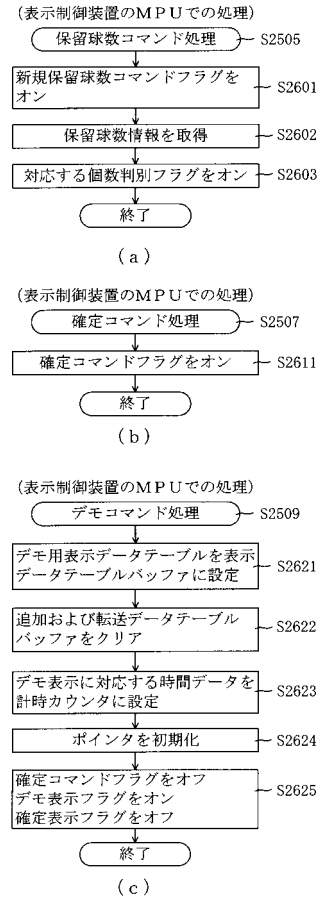 (表示制御装置のMPUでの処理)
保留球数コマンド処理 S2505
新規保留球数コマンドフラグを
オン
S2601
保留球数情報を取得 S2602
対応する個数判別フラグをオン S2603
終了
(a)
(表示制御装置のMPUでの処理)
確定コマンド処理 S2507
確定コマンドフラグをオン S2611
終了
(b)
(表示制御装置のMPUでの処理)
デモコマンド処理 S2509
デモ用表示データテーブルを表示
データテーブルバッファに設定
S2621
追加および転送データテーブル
バッファをクリア
S2622
デモ表示に対応する時間データを
計時カウンタに設定
S2623
ポインタを初期化 S2624
確定コマンドフラグをオフ
デモ表示フラグをオン
確定表示フラグをオフ
S2625
終了
(c)